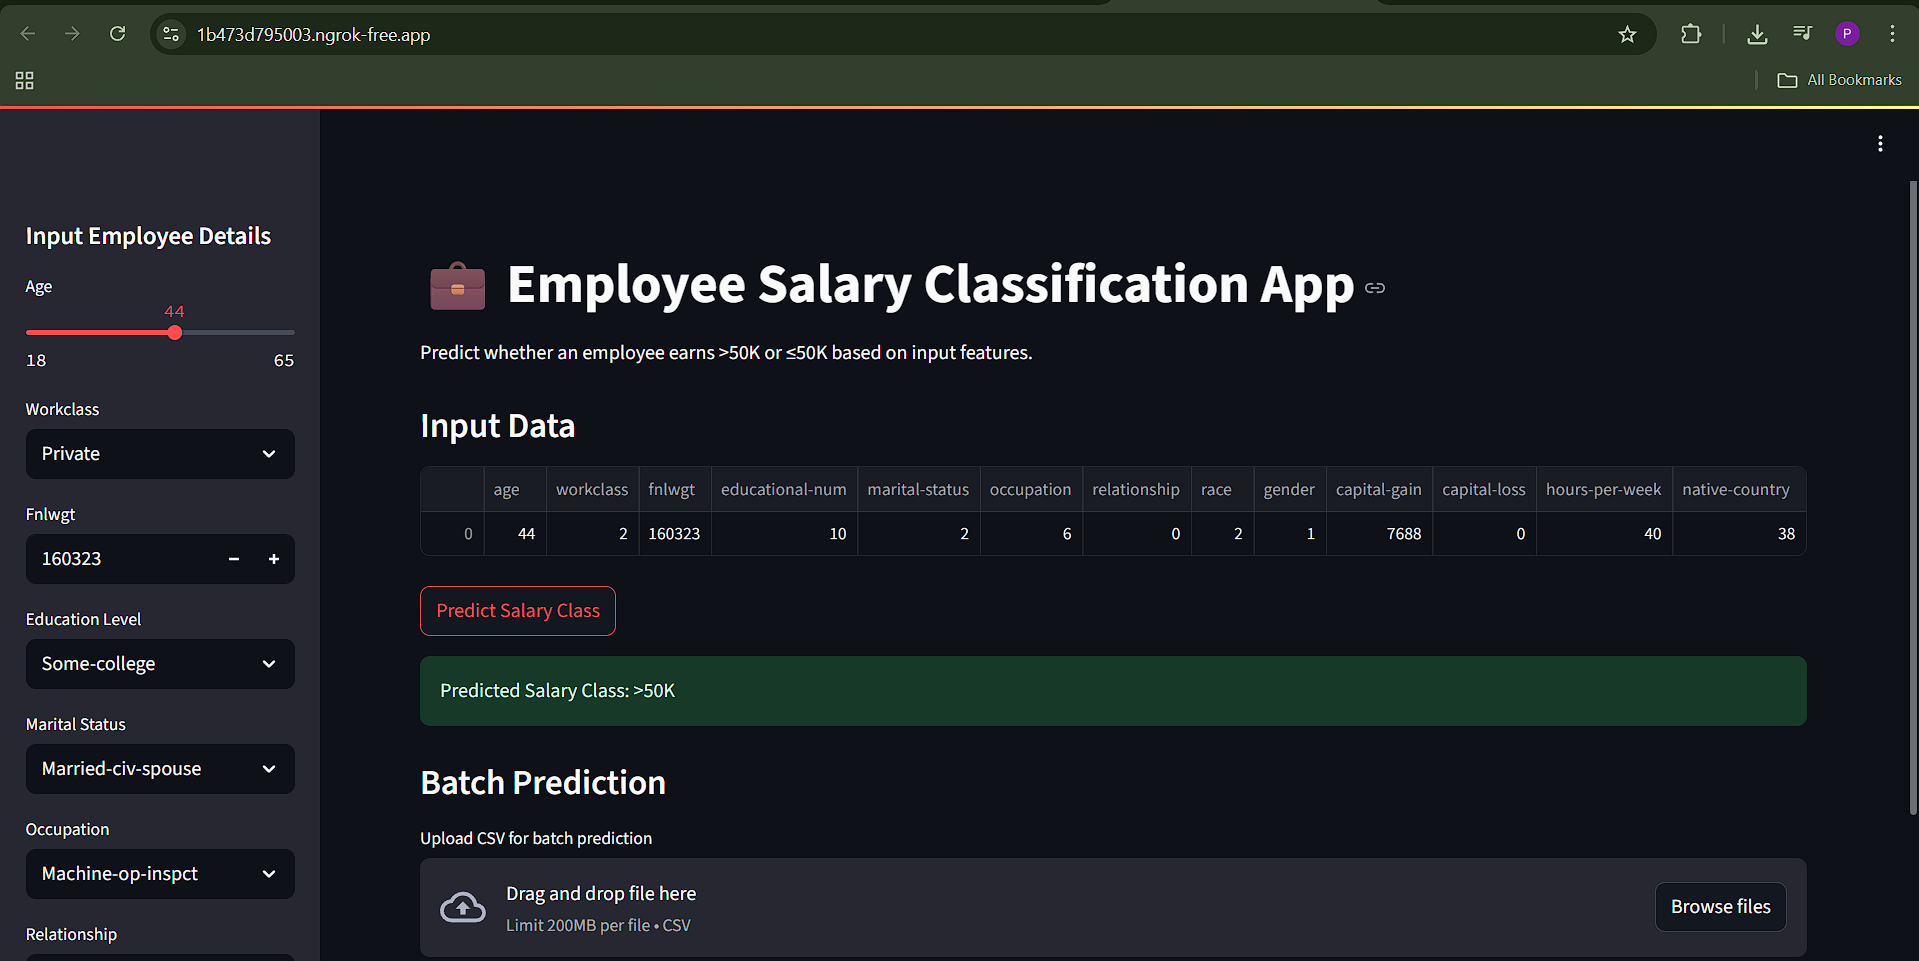 1b473d795003.ngrok-free.app
P
All Bookmarks
Input Employee Details
Age
44
18 65
Workclass
Private
Fnlwgt
160323 − +
Education Level
Some-college
Marital Status
Married-civ-spouse
Occupation
Machine-op-inspct
Relationship
Employee Salary Classification App
Predict whether an employee earns >50K or ≤50K based on input features.
Input Data
age workclass fnlwgt educational-num marital-status occupation relationship race gender capital-gain capital-loss hours-per-week native-country
0 44 2 160323 10 2 6 0 2 1 7688 0 40 38
Predict Salary Class
Predicted Salary Class: >50K
Batch Prediction
Upload CSV for batch prediction
Drag and drop file here
Limit 200MB per file • CSV
Browse files